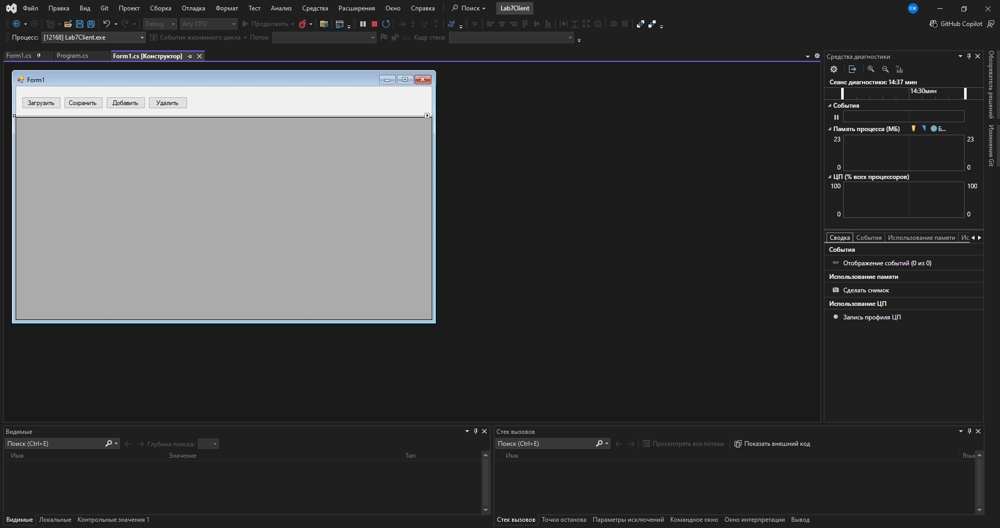 Файл Правка Вид Git Проект Сборка Отладка Формат Тест Анализ Средства Расширения Окно Справка Поиск Lab7Client БЖ
Debug Any CPU Продолжить GitHub Copilot
Процесс: [12168] Lab7Client.exe События жизненного цикла Поток: Кадр стека:
Form1.cs Program.cs Form1.cs [Конструктор]
Form1
Загрузить Сохранить Добавить Удалить
Средства диагностики
Сеанс диагностики: 14:37 мин
14:30мин
События
Память процесса (МБ) Б...
23 23
0 0
ЦП (% всех процессоров)
100 100
0 0
Сводка События Использование памяти Ис
События
Отображение событий (0 из 0)
Использование памяти
Сделать снимок
Использование ЦП
Запись профиля ЦП
Обозреватель решений
Изменения Git
Видимые
Поиск (Ctrl+E) Глубина поиска:
Имя Значение Тип
Видимые Локальные Контрольные значения 1
Стек вызовов
Поиск (Ctrl+E) Просмотреть все потоки Показать внешний код
Имя Язык
Стек вызовов Точки останова Параметры исключений Командное окно Окно интерпретации Вывод